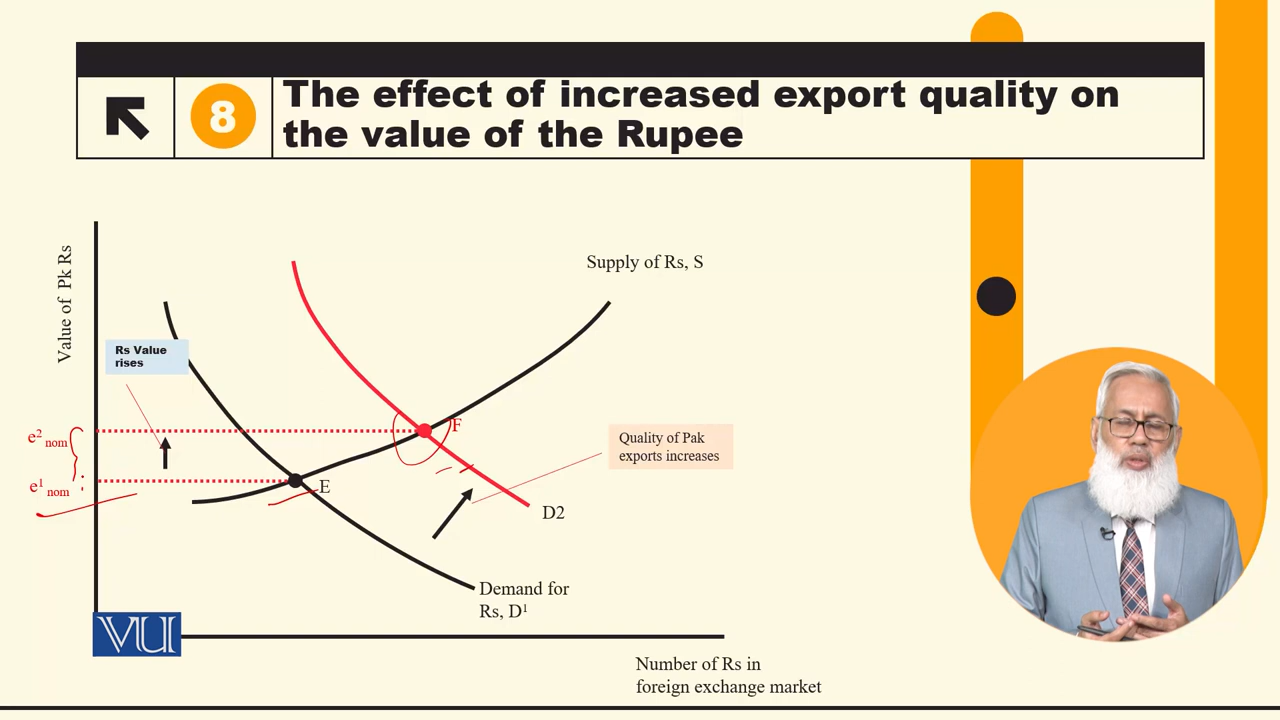 8
The effect of increased export quality on
the value of the Rupee
Value of Pk Rs
Supply of Rs, S
Rs Value
rises
e² nom
F
Quality of Pak
exports increases
e¹ nom
E
D2
Demand for
Rs, D¹
VU
Number of Rs in
foreign exchange market